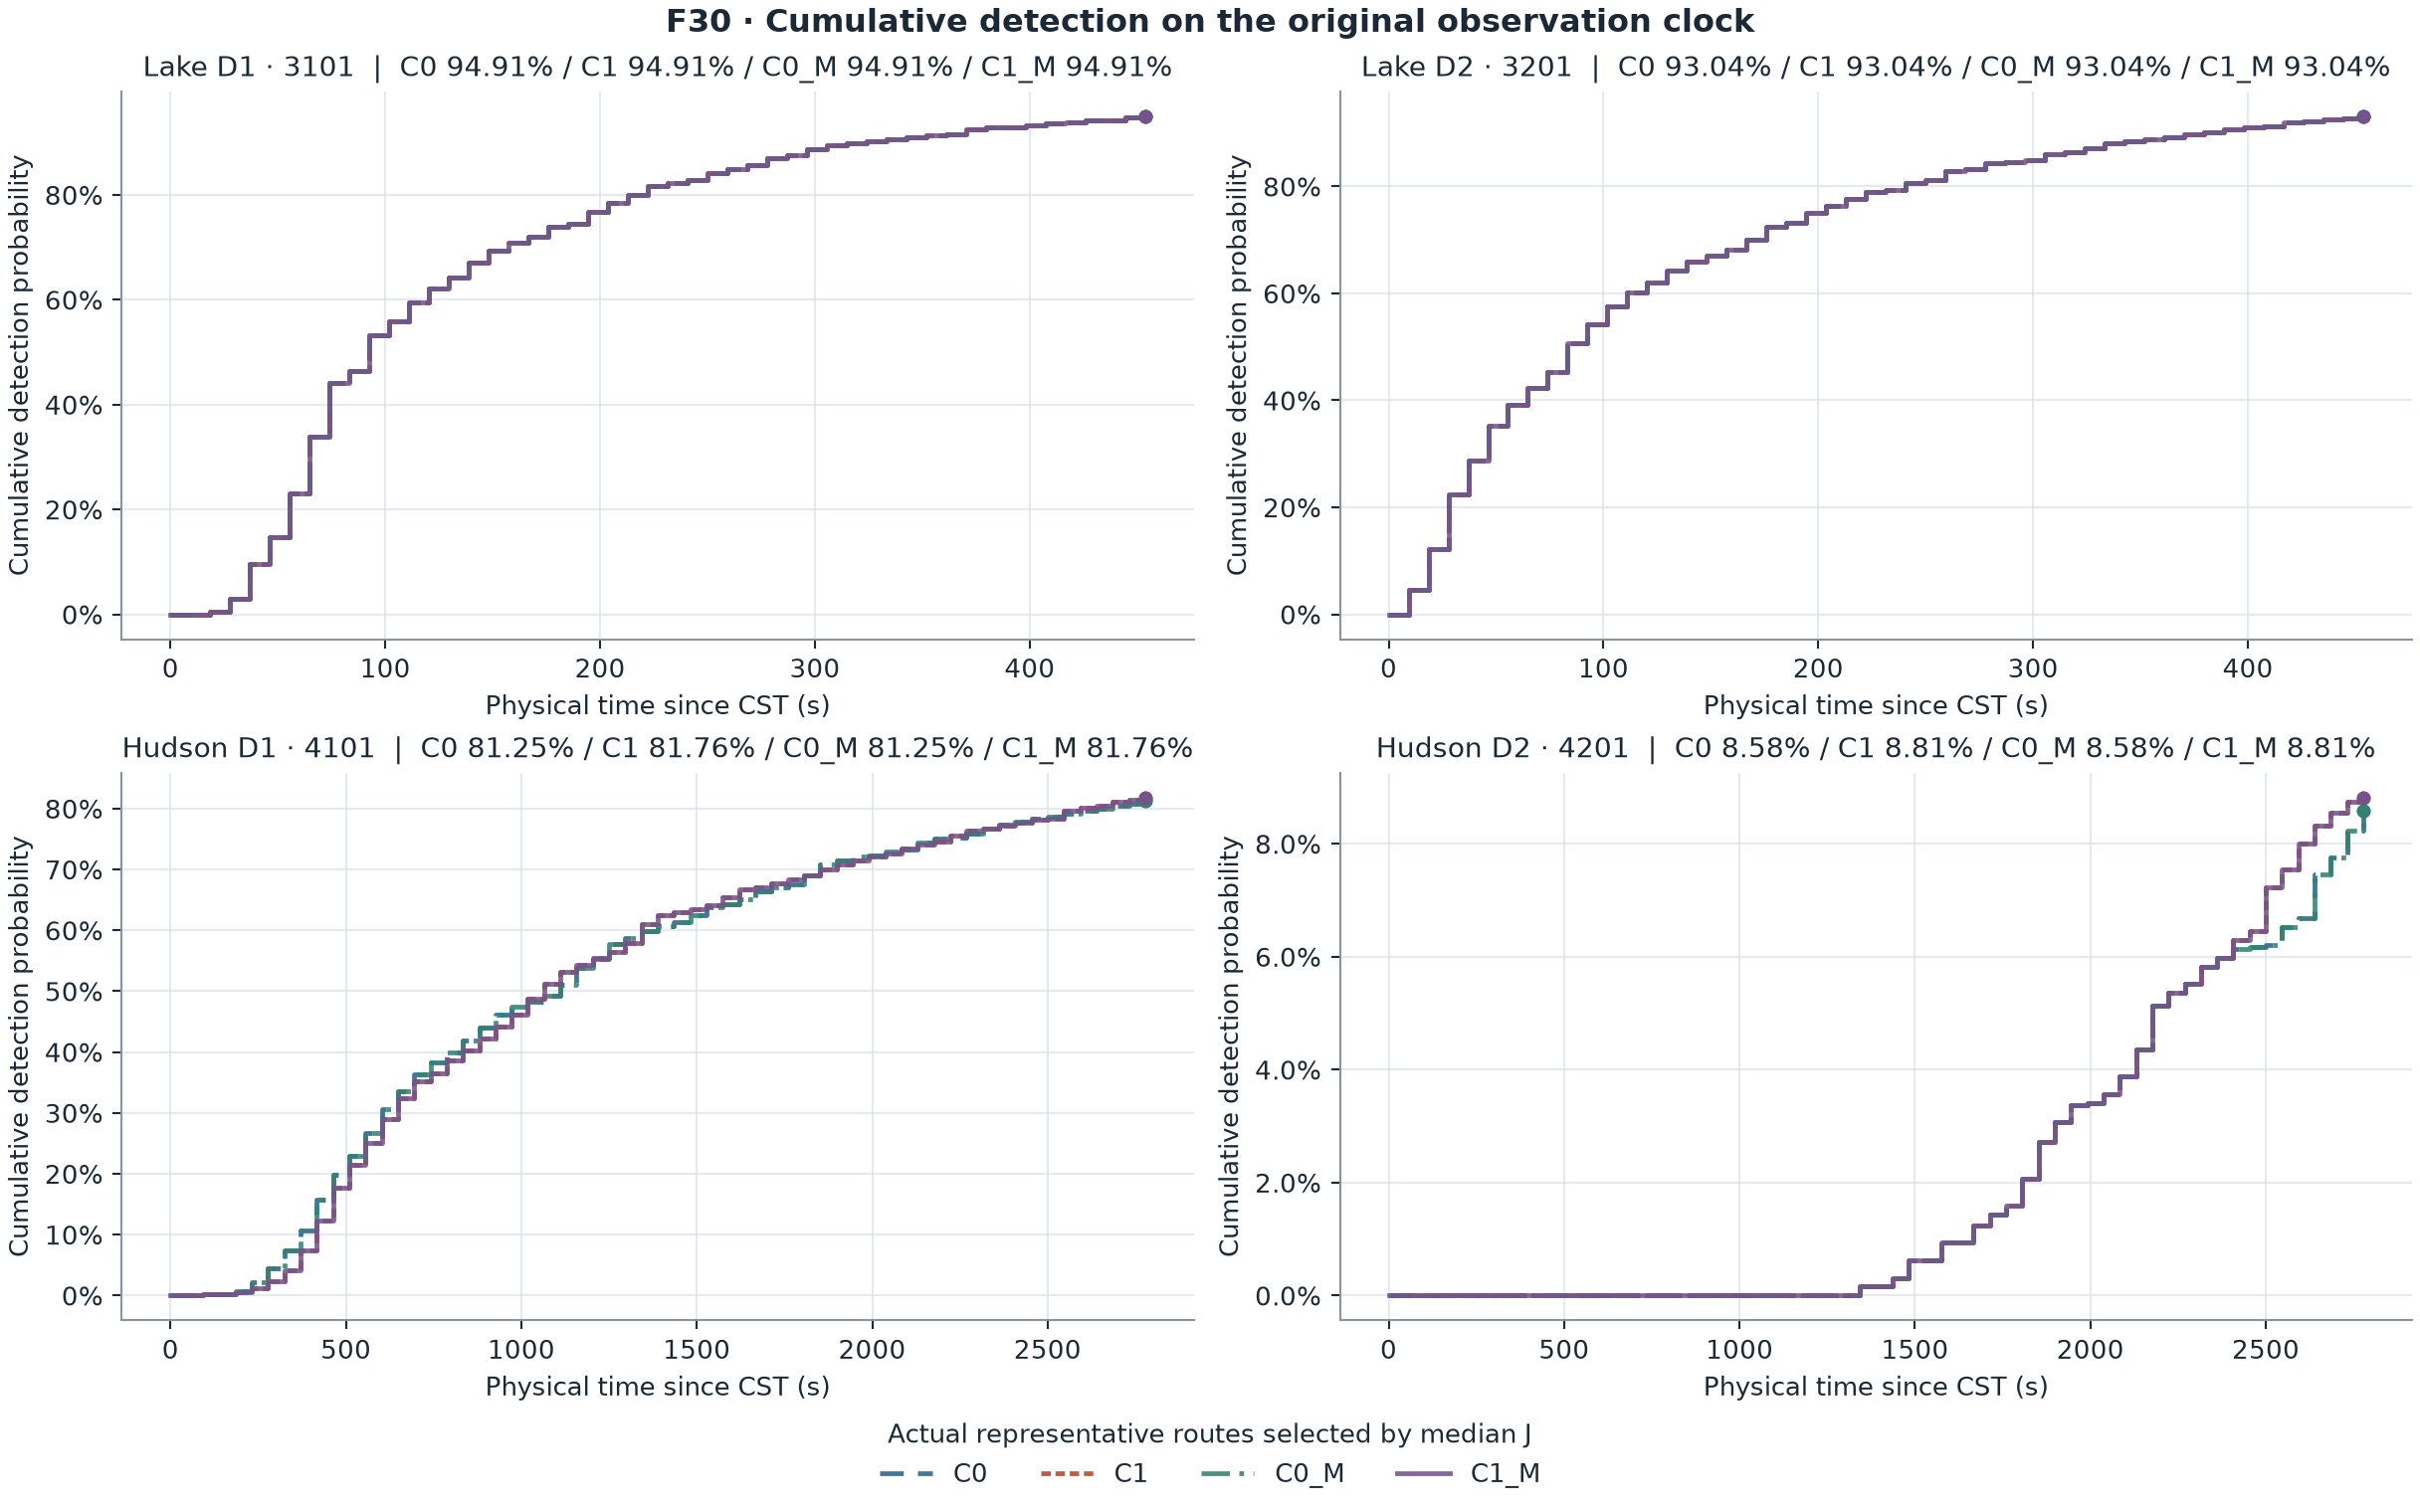 F30 · Cumulative detection on the original observation clock
Lake D1 · 3101 | C0 94.91% / C1 94.91% / C0_M 94.91% / C1_M 94.91%
Cumulative detection probability
80%
60%
40%
20%
0%
0 100 200 300 400
Physical time since CST (s)
Lake D2 · 3201 | C0 93.04% / C1 93.04% / C0_M 93.04% / C1_M 93.04%
Cumulative detection probability
80%
60%
40%
20%
0%
0 100 200 300 400
Physical time since CST (s)
Hudson D1 · 4101 | C0 81.25% / C1 81.76% / C0_M 81.25% / C1_M 81.76%
Cumulative detection probability
80%
70%
60%
50%
40%
30%
20%
10%
0%
0 500 1000 1500 2000 2500
Physical time since CST (s)
Hudson D2 · 4201 | C0 8.58% / C1 8.81% / C0_M 8.58% / C1_M 8.81%
Cumulative detection probability
8.0%
6.0%
4.0%
2.0%
0.0%
0 500 1000 1500 2000 2500
Physical time since CST (s)
Actual representative routes selected by median J
C0 C1 C0_M C1_M